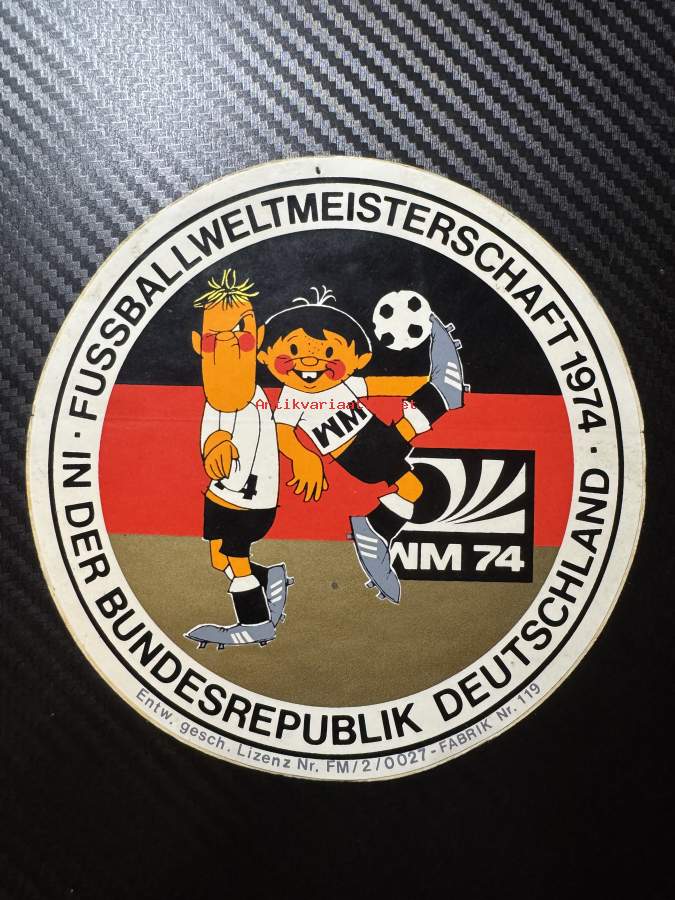 · FUSSBALLWELTMEISTERSCHAFT 1974 ·
IN DER BUNDESREPUBLIK DEUTSCHLAND
WM
4
WM 74
Entw. gesch. Lizenz Nr. FM/2/0027-FABRIK Nr. 119